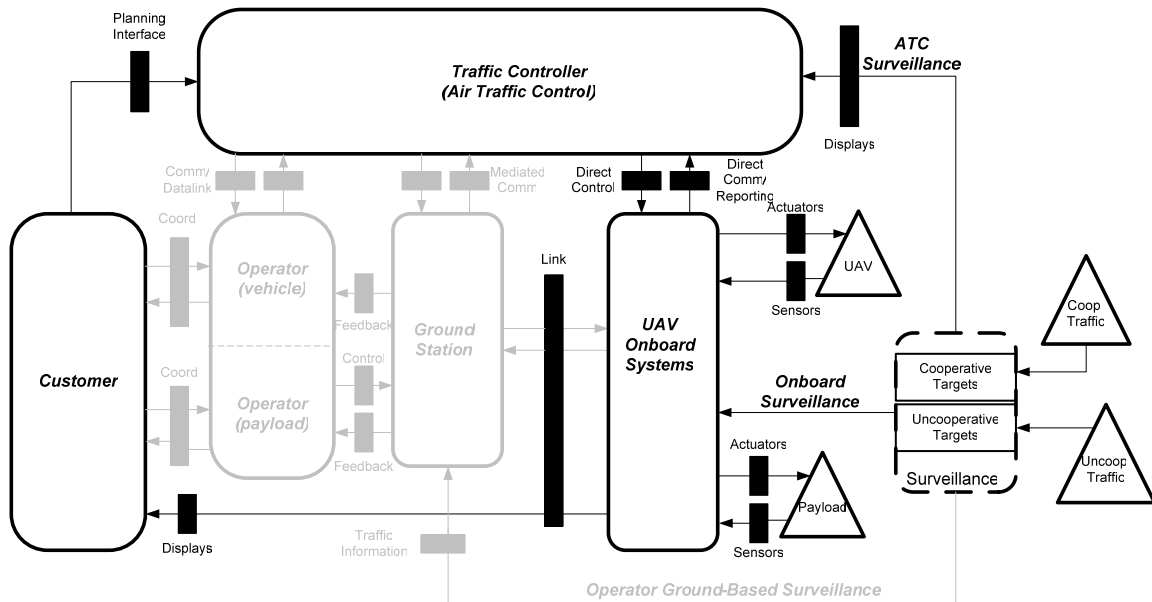 Planning
Interface
Traffic Controller
(Air Traffic Control)
ATC
Surveillance
Displays
Comm/
Datalink
Mediated
Comm
Direct
Control
Direct
Comm/
Reporting
Coord
Actuators
UAV
Sensors
Link
Operator
(vehicle)
Feedback
Ground
Station
UAV
Onboard
Systems
Coop
Traffic
Customer
Coord
Control
Operator
(payload)
Feedback
Cooperative
Targets
Onboard
Surveillance
Uncooperative
Targets
Actuators
Surveillance
Uncoop
Traffic
Payload
Sensors
Displays
Traffic
Information
Operator Ground-Based Surveillance